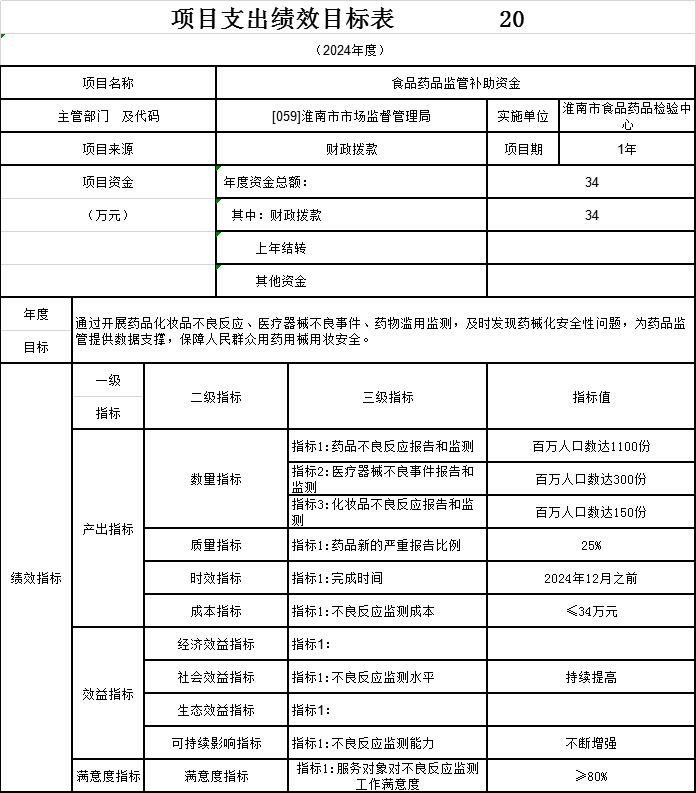 项目支出绩效目标表 20
（2024年度）
项目名称 食品药品监管补助资金
主管部门 及代码 [059]淮南市市场监督管理局 实施单位 淮南市食品药品检验中
心
项目来源 财政拨款 项目期 1年
项目资金 年度资金总额： 34
（万元） 其中：财政拨款 34
上年结转
其他资金
年度
目标
通过开展药品化妆品不良反应、医疗器械不良事件、药物滥用监测，及时发现药械化安全性问题，为药品监
管提供数据支撑，保障人民群众用药用械用妆安全。
绩效指标
一级
指标
二级指标 三级指标 指标值
产出指标
数量指标
指标1:药品不良反应报告和监测 百万人口数达1100份
指标2:医疗器械不良事件报告和
监测
百万人口数达300份
指标3:化妆品不良反应报告和监
测
百万人口数达150份
质量指标 指标1:药品新的严重报告比例 25%
时效指标 指标1:完成时间 2024年12月之前
成本指标 指标1:不良反应监测成本 ≤34万元
效益指标
经济效益指标 指标1:
社会效益指标 指标1:不良反应监测水平 持续提高
生态效益指标 指标1:
可持续影响指标 指标1:不良反应监测能力 不断增强
满意度指标 满意度指标 指标1:服务对象对不良反应监测
工作满意度
≥80%